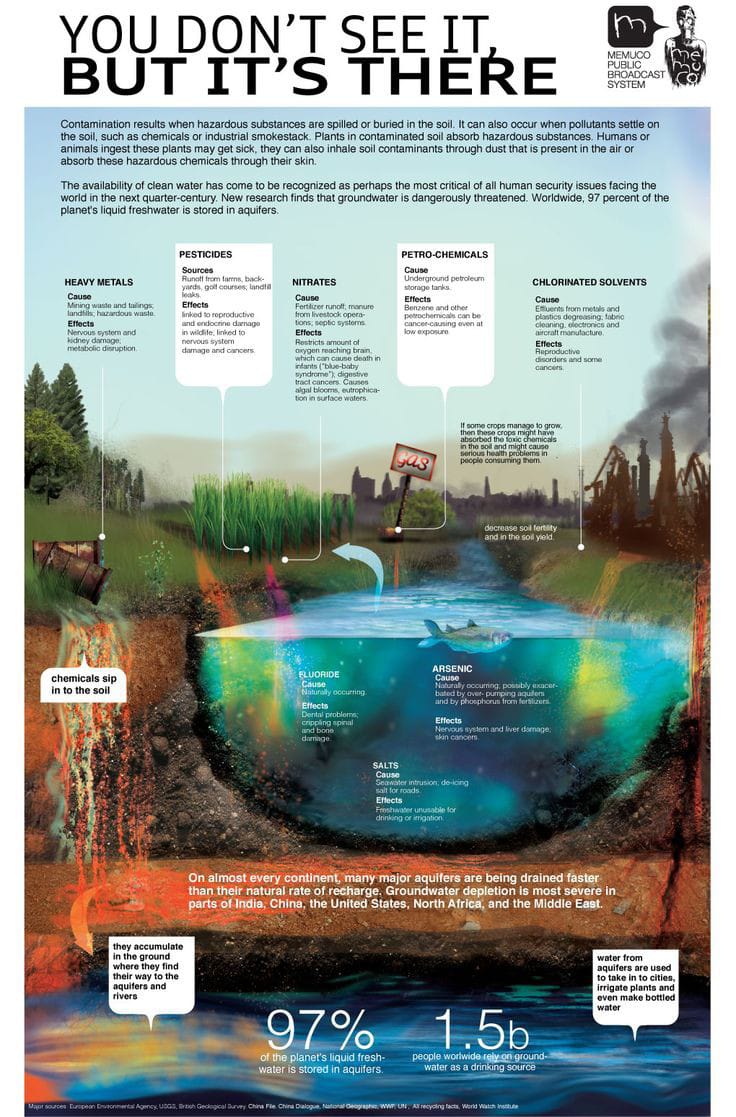 YOU DON'T SEE IT,
BUT IT'S THERE
m
memuco
MEMUCO
PUBLIC
BROADCAST
SYSTEM
Contamination results when hazardous substances are spilled or buried in the soil. It can also occur when pollutants settle on
the soil, such as chemicals or industrial smokestack. Plants in contaminated soil absorb hazardous substances. Humans or
animals ingest these plants may get sick, they can also inhale soil contaminants through dust that is present in the air or
absorb these hazardous chemicals through their skin.
The availability of clean water has come to be recognized as perhaps the most critical of all human security issues facing the
world in the next quarter-century. New research finds that groundwater is dangerously threatened. Worldwide, 97 percent of the
planet's liquid freshwater is stored in aquifers.
HEAVY METALS
Cause
Mining waste and tailings;
landfills; hazardous waste.
Effects
Nervous system and
kidney damage;
metabolic disruption.
PESTICIDES
Sources
Runoff from farms, back-
yards, golf courses; landfill
leaks.
Effects
linked to reproductive
and endocrine damage
in wildlife, linked to
nervous system
damage and cancers.
NITRATES
Cause
Fertilizer runoff; manure
from livestock opera-
tions; septic systems.
Effects
Restricts amount of
oxygen reaching brain,
which can cause death in
infants ("blue-baby
syndrome"); digestive
tract cancers. Causes
algal blooms, eutrophica-
tion in surface waters.
PETRO-CHEMICALS
Cause
Underground petroleum
storage tanks.
Effects
Benzene and other
petrochemicals can be
cancer-causing even at
low exposure.
CHLORINATED SOLVENTS
Cause
Effluents from metals and
plastics degreasing; fabric
cleaning, electronics and
aircraft manufacture.
Effects
Reproductive
disorders and some
cancers.
If some crops manage to grow,
then these crops might have
absorbed the toxic chemicals
in the soil and might cause
serious health problems in
people consuming them.
Gas
decrease soil fertility
and in the soil yield.
chemicals sip
in to the soil
FLUORIDE
Cause
Naturally occurring.
Effects
Dental problems;
crippling spinal
and bone
damage.
ARSENIC
Cause
Naturally occurring; possibly exacer-
bated by over- pumping aquifers
and by phosphorus from fertilizers.
Effects
Nervous system and liver damage;
skin cancers.
SALTS
Cause
Seawater intrusion; de-icing
salt for roads.
Effects
Freshwater unusable for
drinking or irrigation.
On almost every continent, many major aquifers are being drained faster
than their natural rate of recharge. Groundwater depletion is most severe in
parts of India, China, the United States, North Africa, and the Middle East.
they accumulate
in the ground
where they find
their way to the
aquifers and
rivers
water from
aquifers are used
to take in to cities,
irrigate plants and
even make bottled
water
97%
of the planet's liquid fresh-
water is stored in aquifers.
1.5b
people worlwide rely on ground-
water as a drinking source
Major sources European Environmental Agency, USGS, British Geological Survey. China File. China Dialogue, National Geographic, WWF, UN , All recycling facts, World Watch Institute